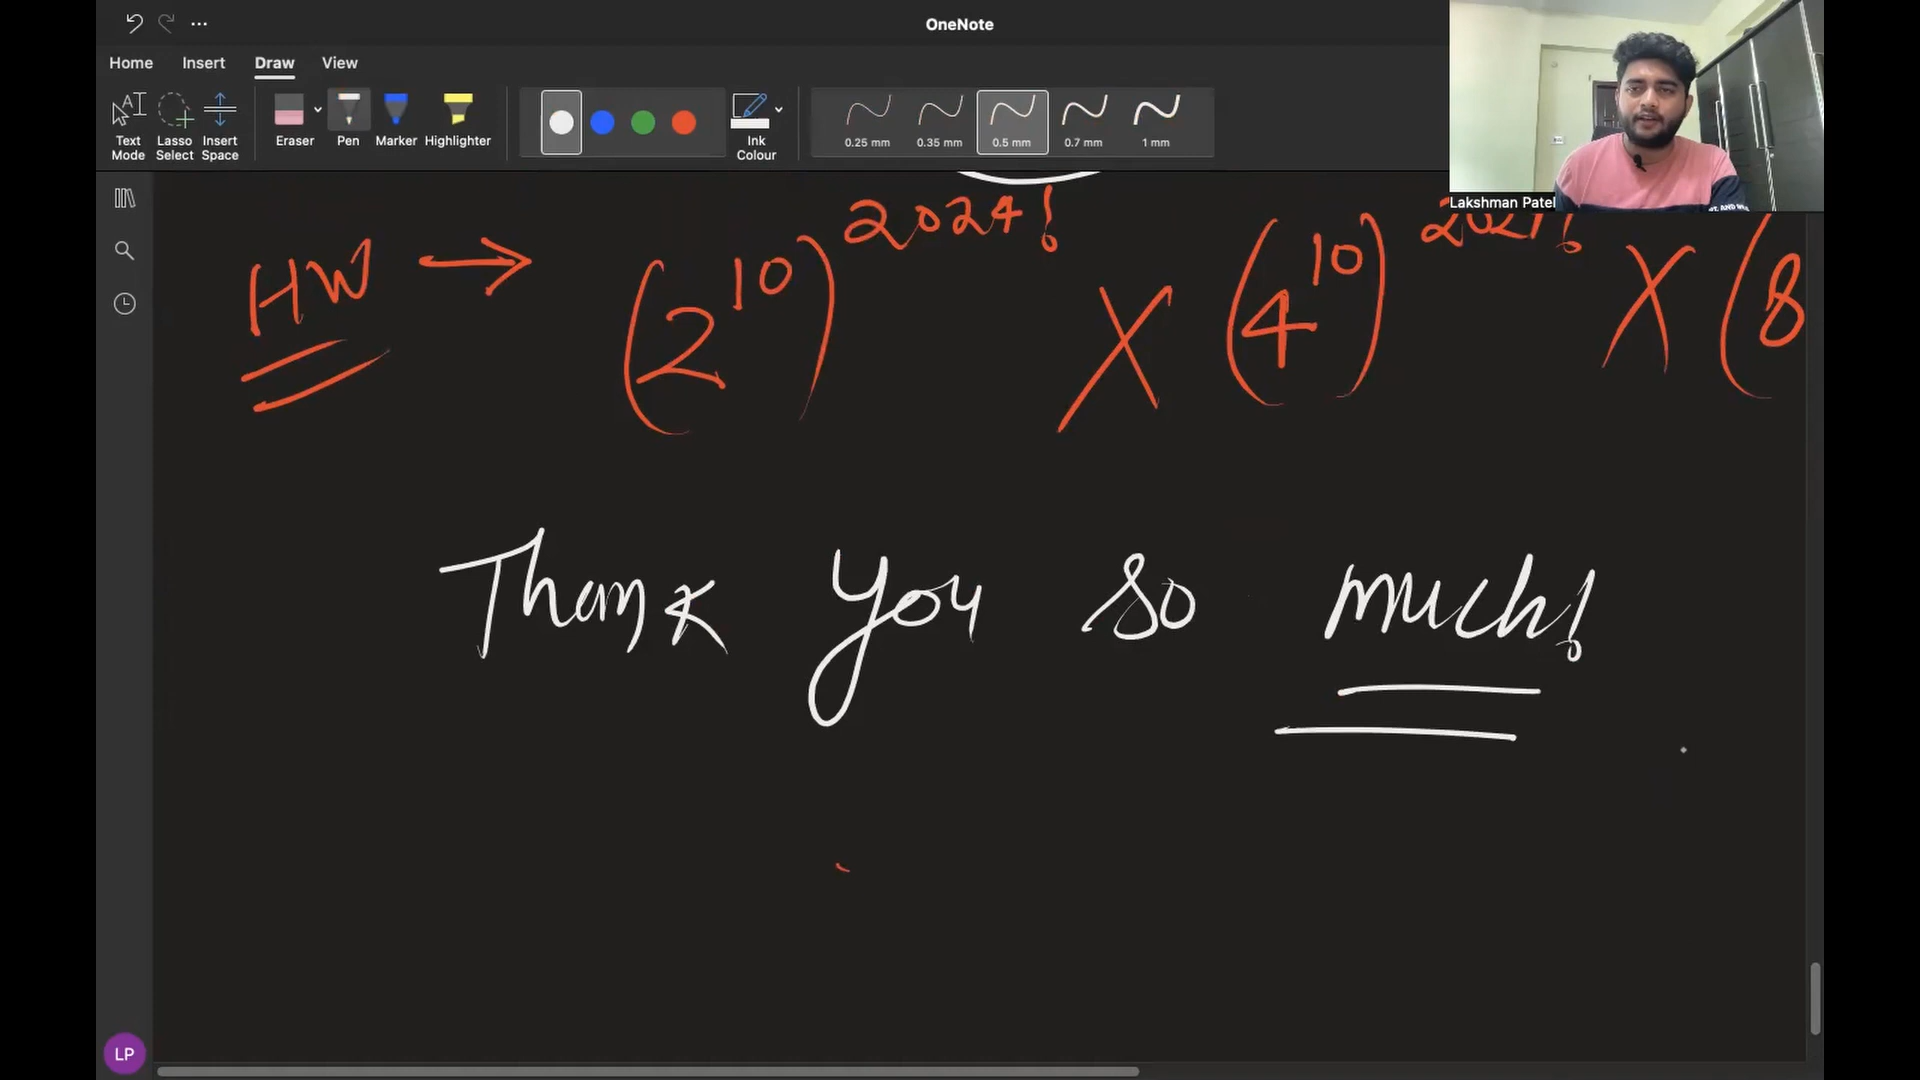 OneNote
Home Insert Draw View
Text Mode
Lasso Select
Insert Space
Eraser
Pen
Marker
Highlighter
Ink Colour
0.25 mm
0.35 mm
0.5 mm
0.7 mm
1 mm
Lakshman Patel
HW → (2^10)^2024! X (4^10) X (8
Thank you so much!
LP